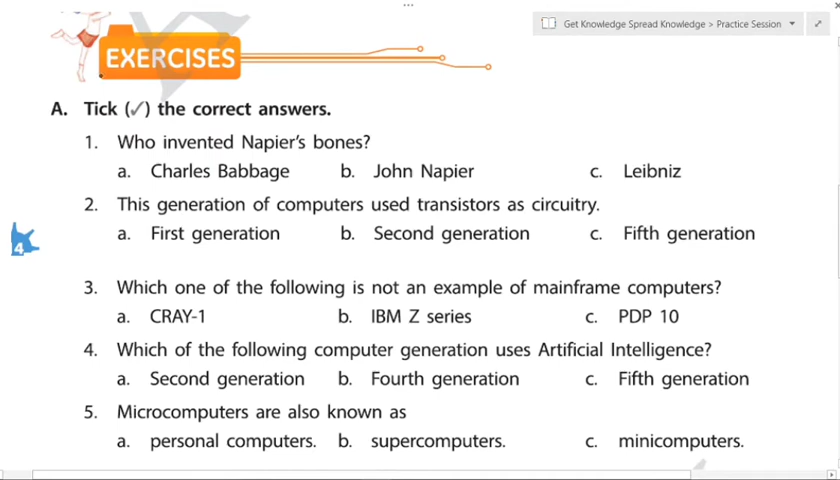 Get Knowledge Spread Knowledge > Practice Session
EXERCISES
A. Tick (✓) the correct answers.
1. Who invented Napier's bones?
a. Charles Babbage b. John Napier c. Leibniz
2. This generation of computers used transistors as circuitry.
a. First generation b. Second generation c. Fifth generation
4
3. Which one of the following is not an example of mainframe computers?
a. CRAY-1 b. IBM Z series c. PDP 10
4. Which of the following computer generation uses Artificial Intelligence?
a. Second generation b. Fourth generation c. Fifth generation
5. Microcomputers are also known as
a. personal computers. b. supercomputers. c. minicomputers.